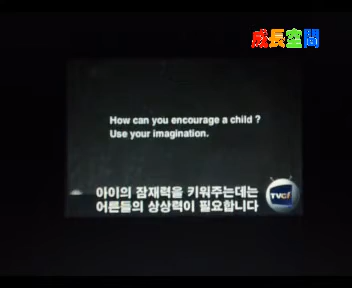 成長空間
How can you encourage a child ?
Use your imagination.
아이의 잠재력을 키워주는데는
어른들의 상상력이 필요합니다
TVCF